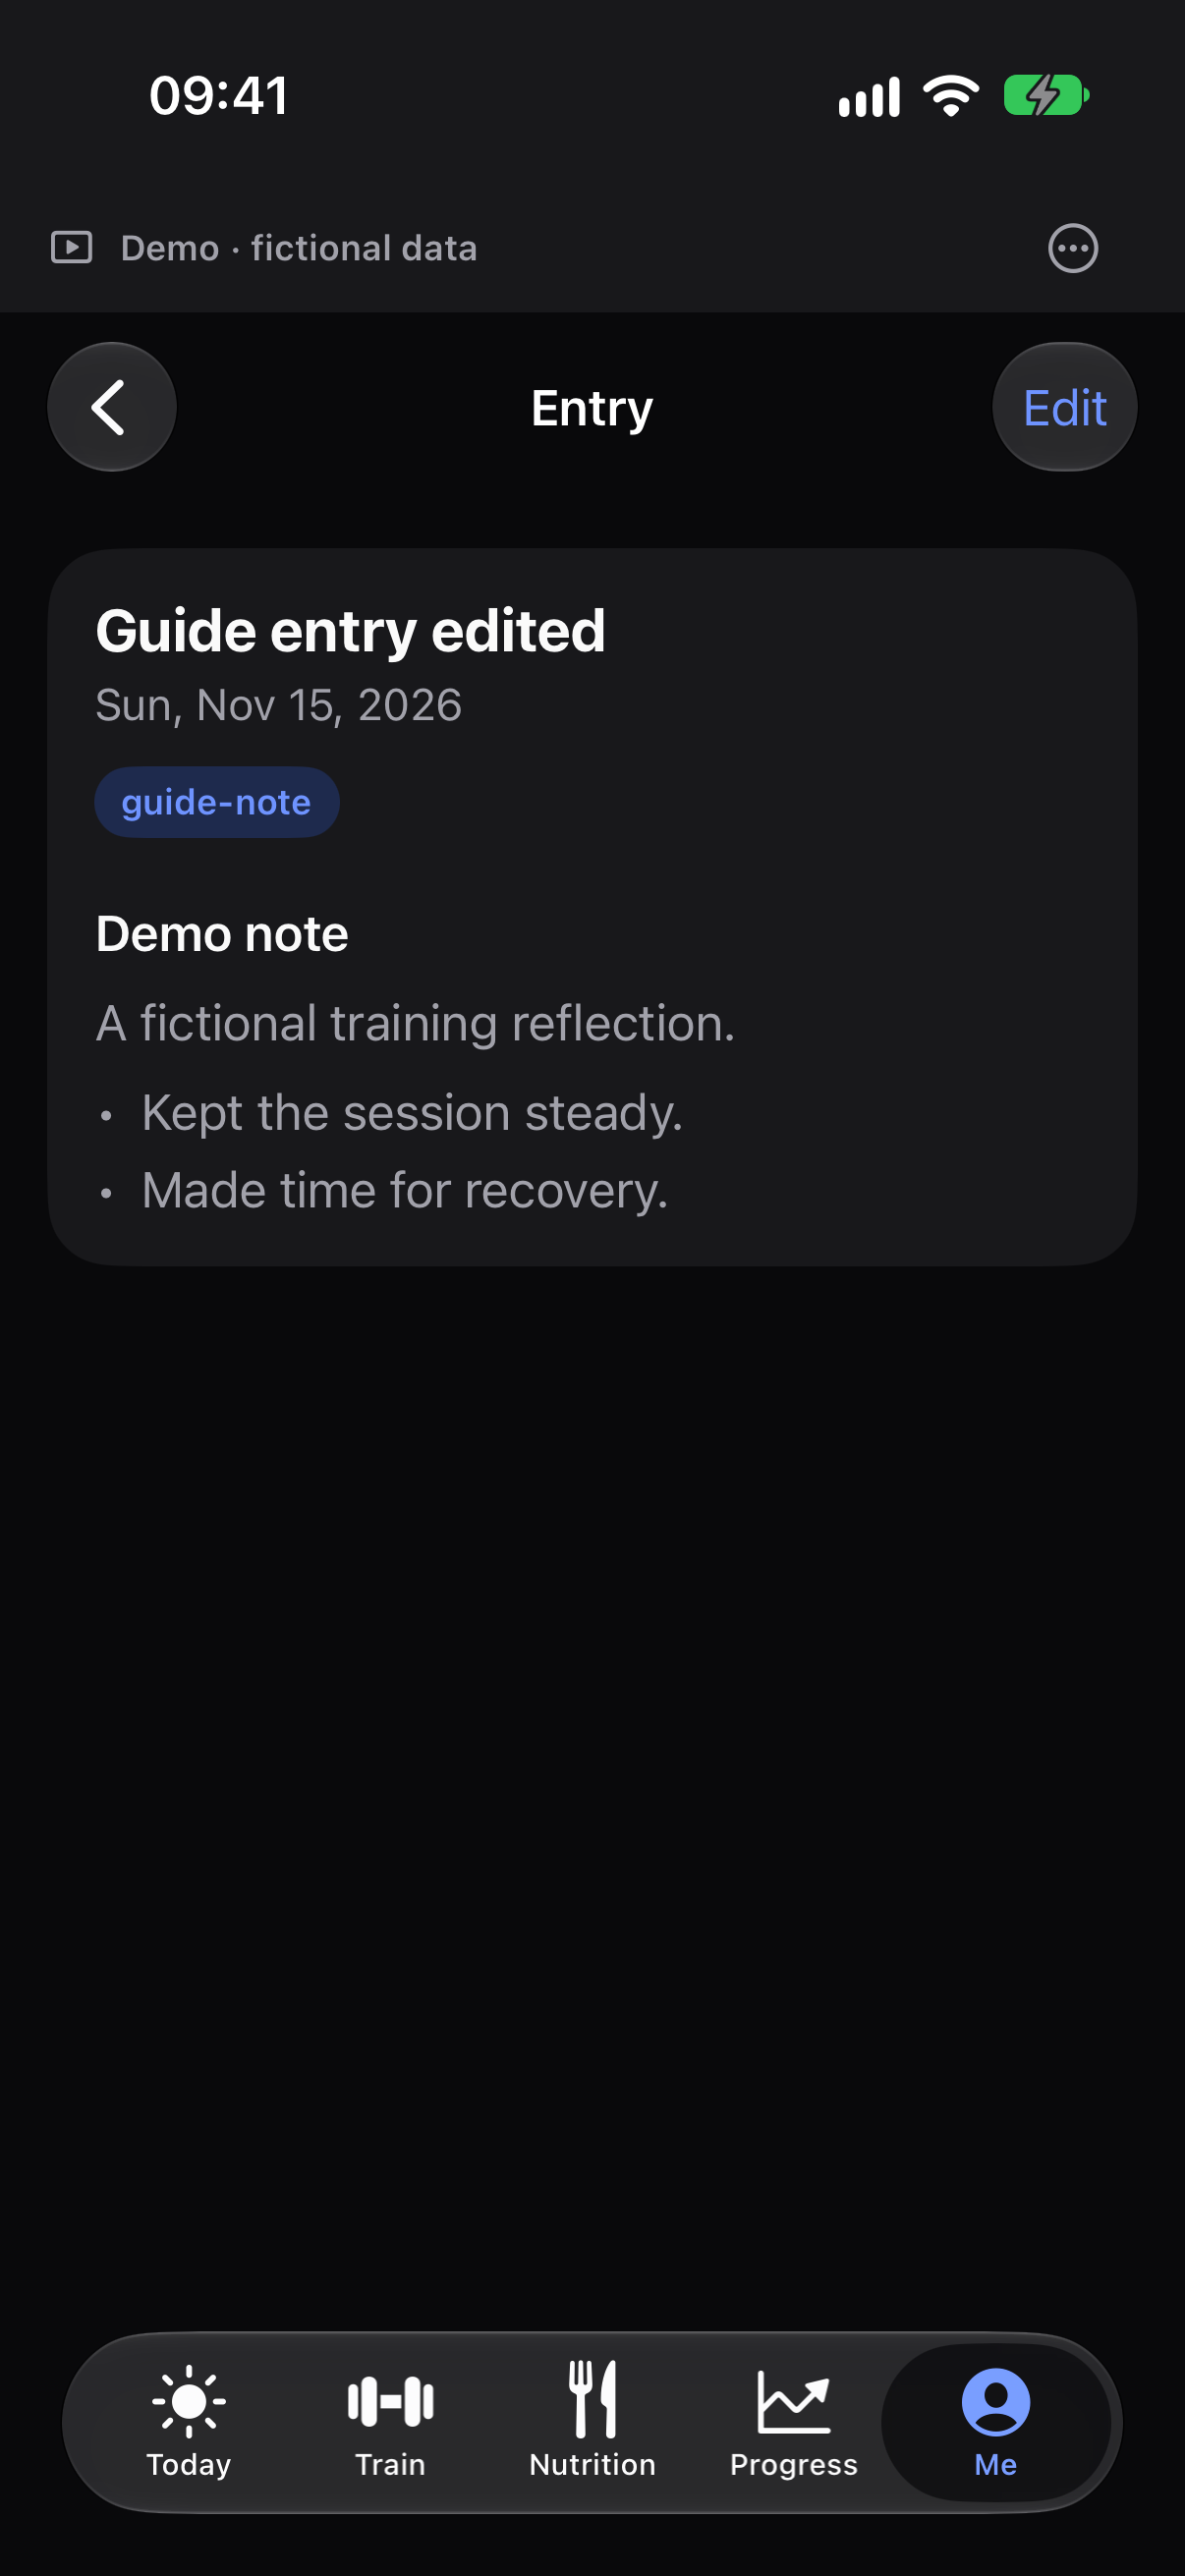 09:41
Demo · fictional data
Entry
Edit
Guide entry edited
Sun, Nov 15, 2026
guide-note
Demo note
A fictional training reflection.
• Kept the session steady.
• Made time for recovery.
Today
Train
Nutrition
Progress
Me